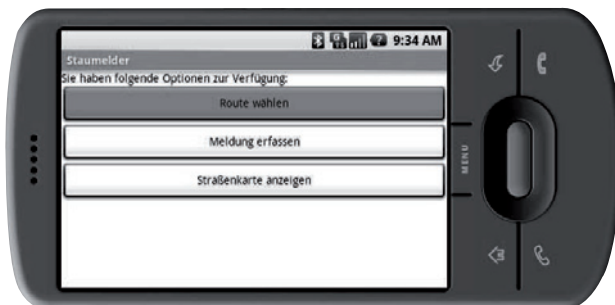 9:34 AM
Staumelder
Sie haben folgende Optionen zur Verfügung:
Route wählen
Meldung erfassen
Straßenkarte anzeigen
MENU